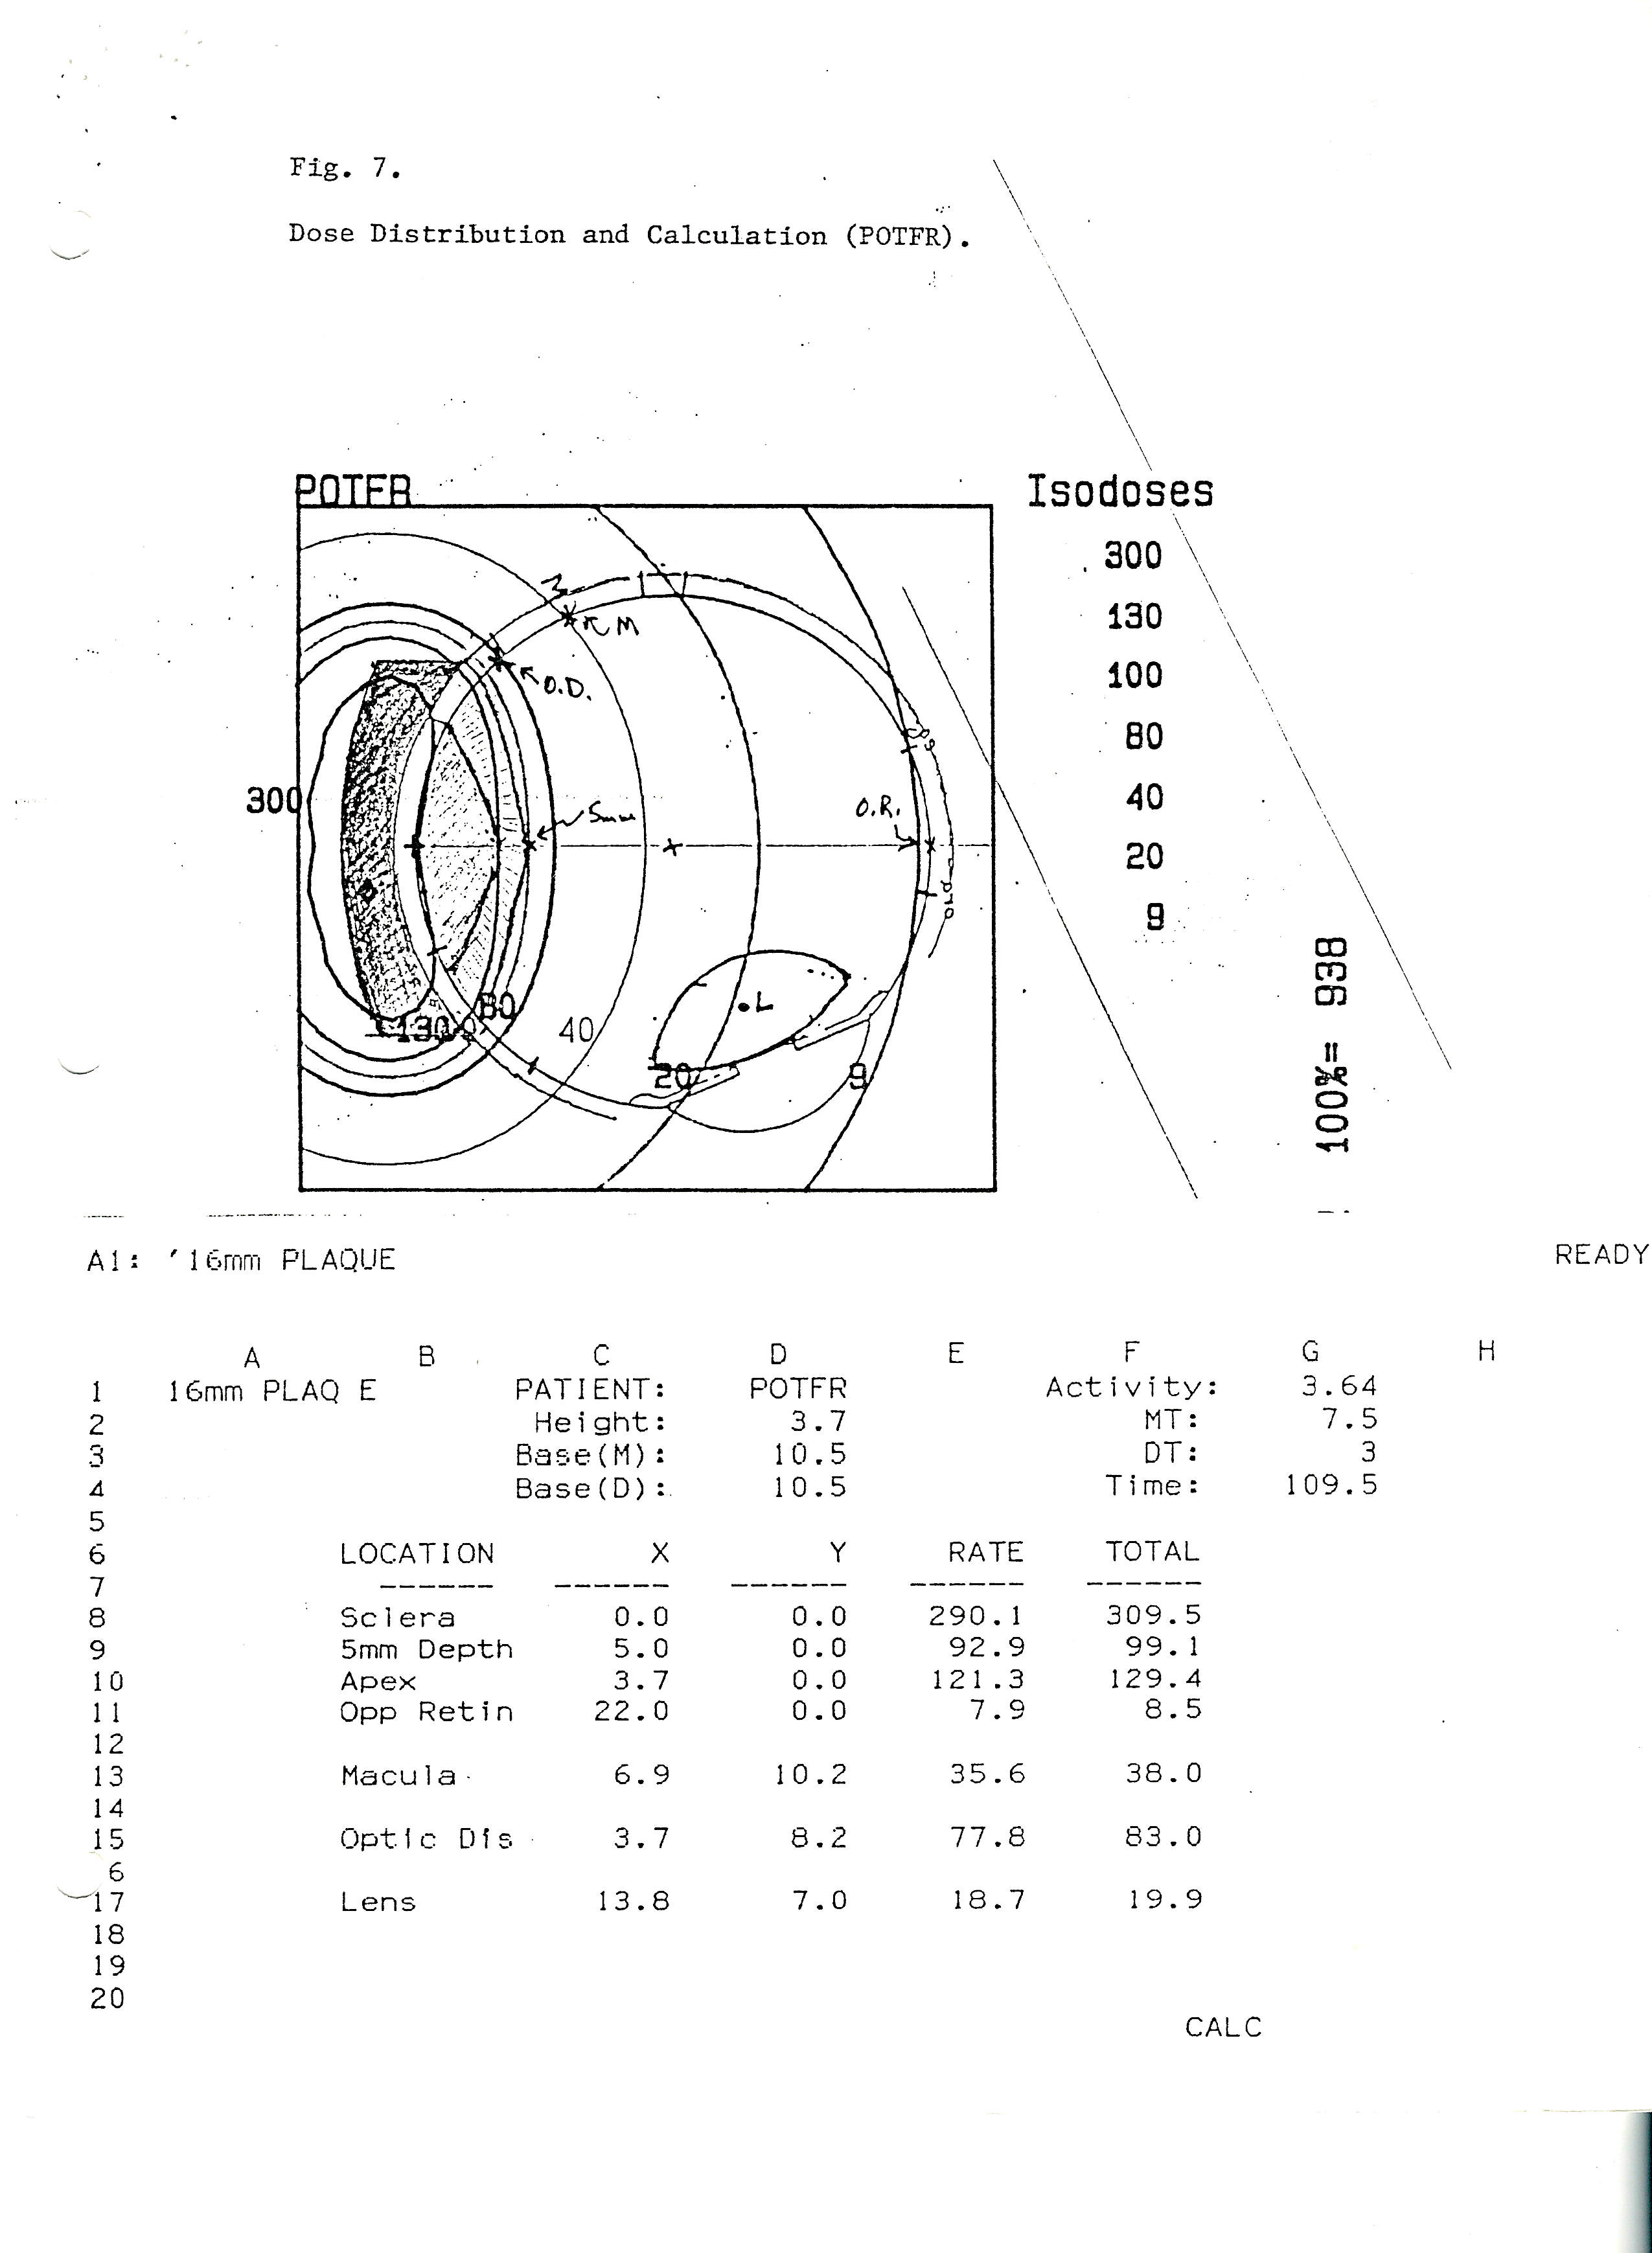 Fig. 7.
Dose Distribution and Calculation (POTFR).
POTFR
Isodoses
300
130
100
80
40
20
9
M
O.D.
300
5mm
O.R.
L
130
80
40
20
9
100%= 938
A1: '16mm PLAQUE READY
A B C D E F G H
1 16mm PLAQ E PATIENT: POTFR Activity: 3.64
2 Height: 3.7 MT: 7.5
3 Base(M): 10.5 DT: 3
4 Base(D): 10.5 Time: 109.5
5
6 LOCATION X Y RATE TOTAL
7 ------ ------ ------ ------ ------
8 Sclera 0.0 0.0 290.1 309.5
9 5mm Depth 5.0 0.0 92.9 99.1
10 Apex 3.7 0.0 121.3 129.4
11 Opp Retin 22.0 0.0 7.9 8.5
12
13 Macula 6.9 10.2 35.6 38.0
14
15 Optic Dis 3.7 8.2 77.8 83.0
6
17 Lens 13.8 7.0 18.7 19.9
18
19
20
CALC